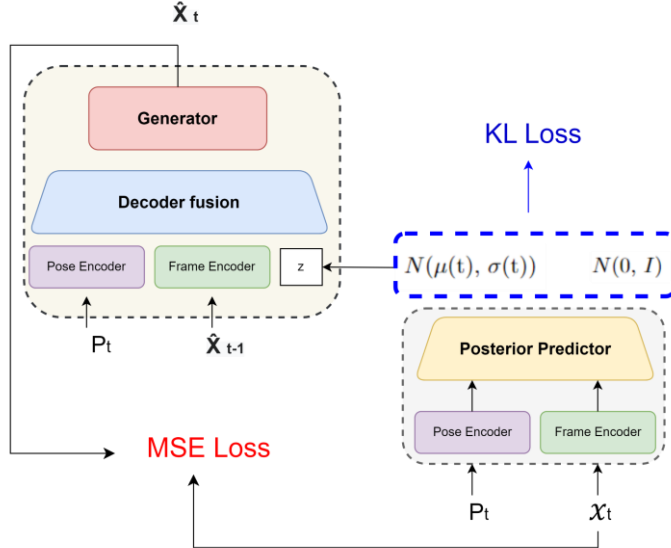 X̂ t
Generator
Decoder fusion
Pose Encoder
Frame Encoder
z
Pt
X̂ t-1
KL Loss
N(μ(t), σ(t))
N(0, I)
Posterior Predictor
Pose Encoder
Frame Encoder
Pt
𝒳t
MSE Loss